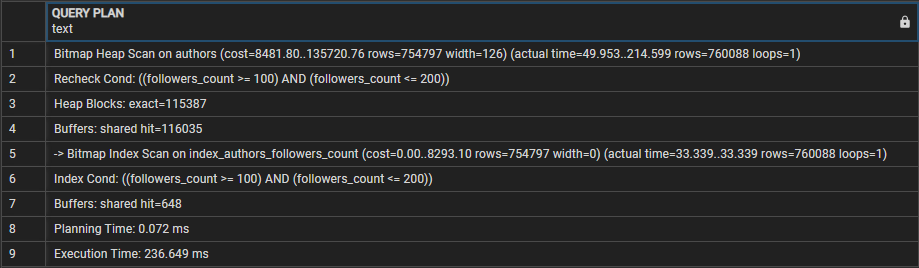 QUERY PLAN
text
1 Bitmap Heap Scan on authors (cost=8481.80..135720.76 rows=754797 width=126) (actual time=49.953..214.599 rows=760088 loops=1)
2 Recheck Cond: ((followers_count >= 100) AND (followers_count <= 200))
3 Heap Blocks: exact=115387
4 Buffers: shared hit=116035
5 -> Bitmap Index Scan on index_authors_followers_count (cost=0.00..8293.10 rows=754797 width=0) (actual time=33.339..33.339 rows=760088 loops=1)
6 Index Cond: ((followers_count >= 100) AND (followers_count <= 200))
7 Buffers: shared hit=648
8 Planning Time: 0.072 ms
9 Execution Time: 236.649 ms